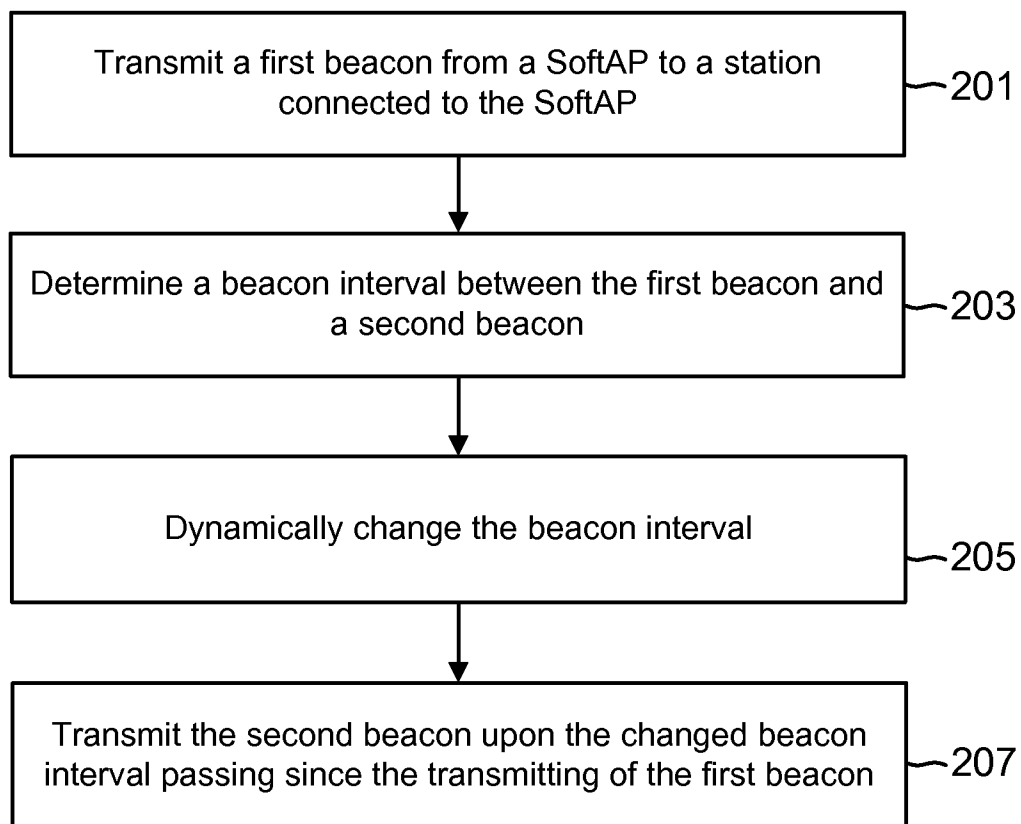 Transmit a first beacon from a SoftAP to a station
connected to the SoftAP
201
Determine a beacon interval between the first beacon and
a second beacon
203
Dynamically change the beacon interval
205
Transmit the second beacon upon the changed beacon
interval passing since the transmitting of the first beacon
207